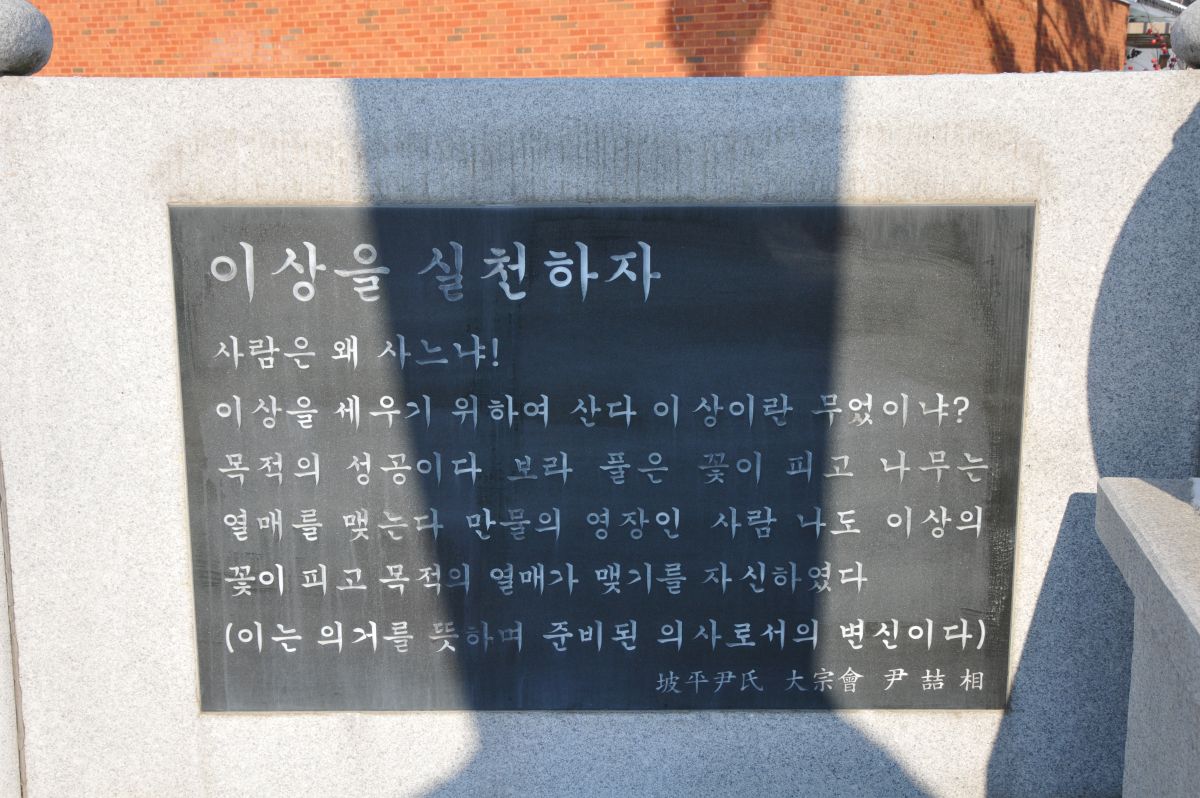 이상을 실천하자
사람은 왜 사느냐!
이상을 세우기 위하여 산다 이상이란 무엇이냐?
목적의 성공이다 보라 풀은 꽃이 피고 나무는
열매를 맺는다 만물의 영장인 사람 나도 이상의
꽃이 피고 목적의 열매가 맺기를 자신하였다
(이는 의거를 뜻하며 준비된 의사로서의 변신이다)
坡平尹氏 大宗會 尹喆相